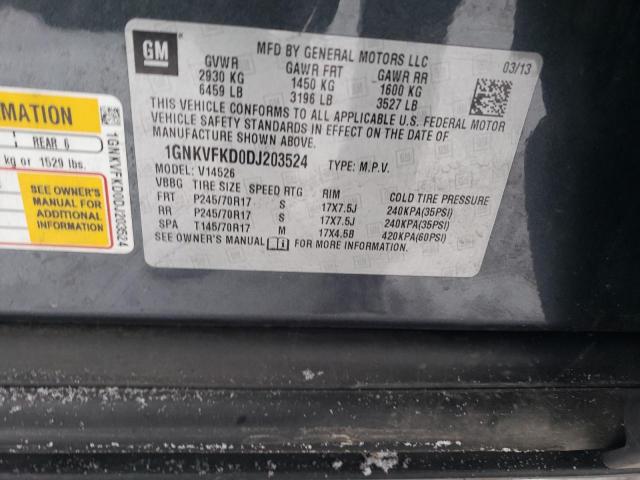 GM
MFD BY GENERAL MOTORS LLC
03/13
GVWR GAWR FRT GAWR RR
2930 KG 1450 KG 1600 KG
6459 LB 3196 LB 3527 LB
THIS VEHICLE CONFORMS TO ALL APPLICABLE U.S. FEDERAL MOTOR
VEHICLE SAFETY STANDARDS IN EFFECT ON THE DATE OF MANUFACTURE
SHOWN ABOVE.
1GNKVFKD0DJ203524 TYPE: M.P.V.
MODEL: V14526
VBBG TIRE SIZE SPEED RTG RIM COLD TIRE PRESSURE
FRT P245/70R17 S 17X7.5J 240KPA(35PSI)
RR P245/70R17 S 17X7.5J 240KPA(35PSI)
SPA T145/70R17 M 17X4.5B 420KPA(60PSI)
SEE OWNER'S MANUAL FOR MORE INFORMATION.
REAR 6
kg or 1529 lbs.
SEE OWNER'S
MANUAL FOR
ADDITIONAL
INFORMATION
1GNKVFKD0DJ203524